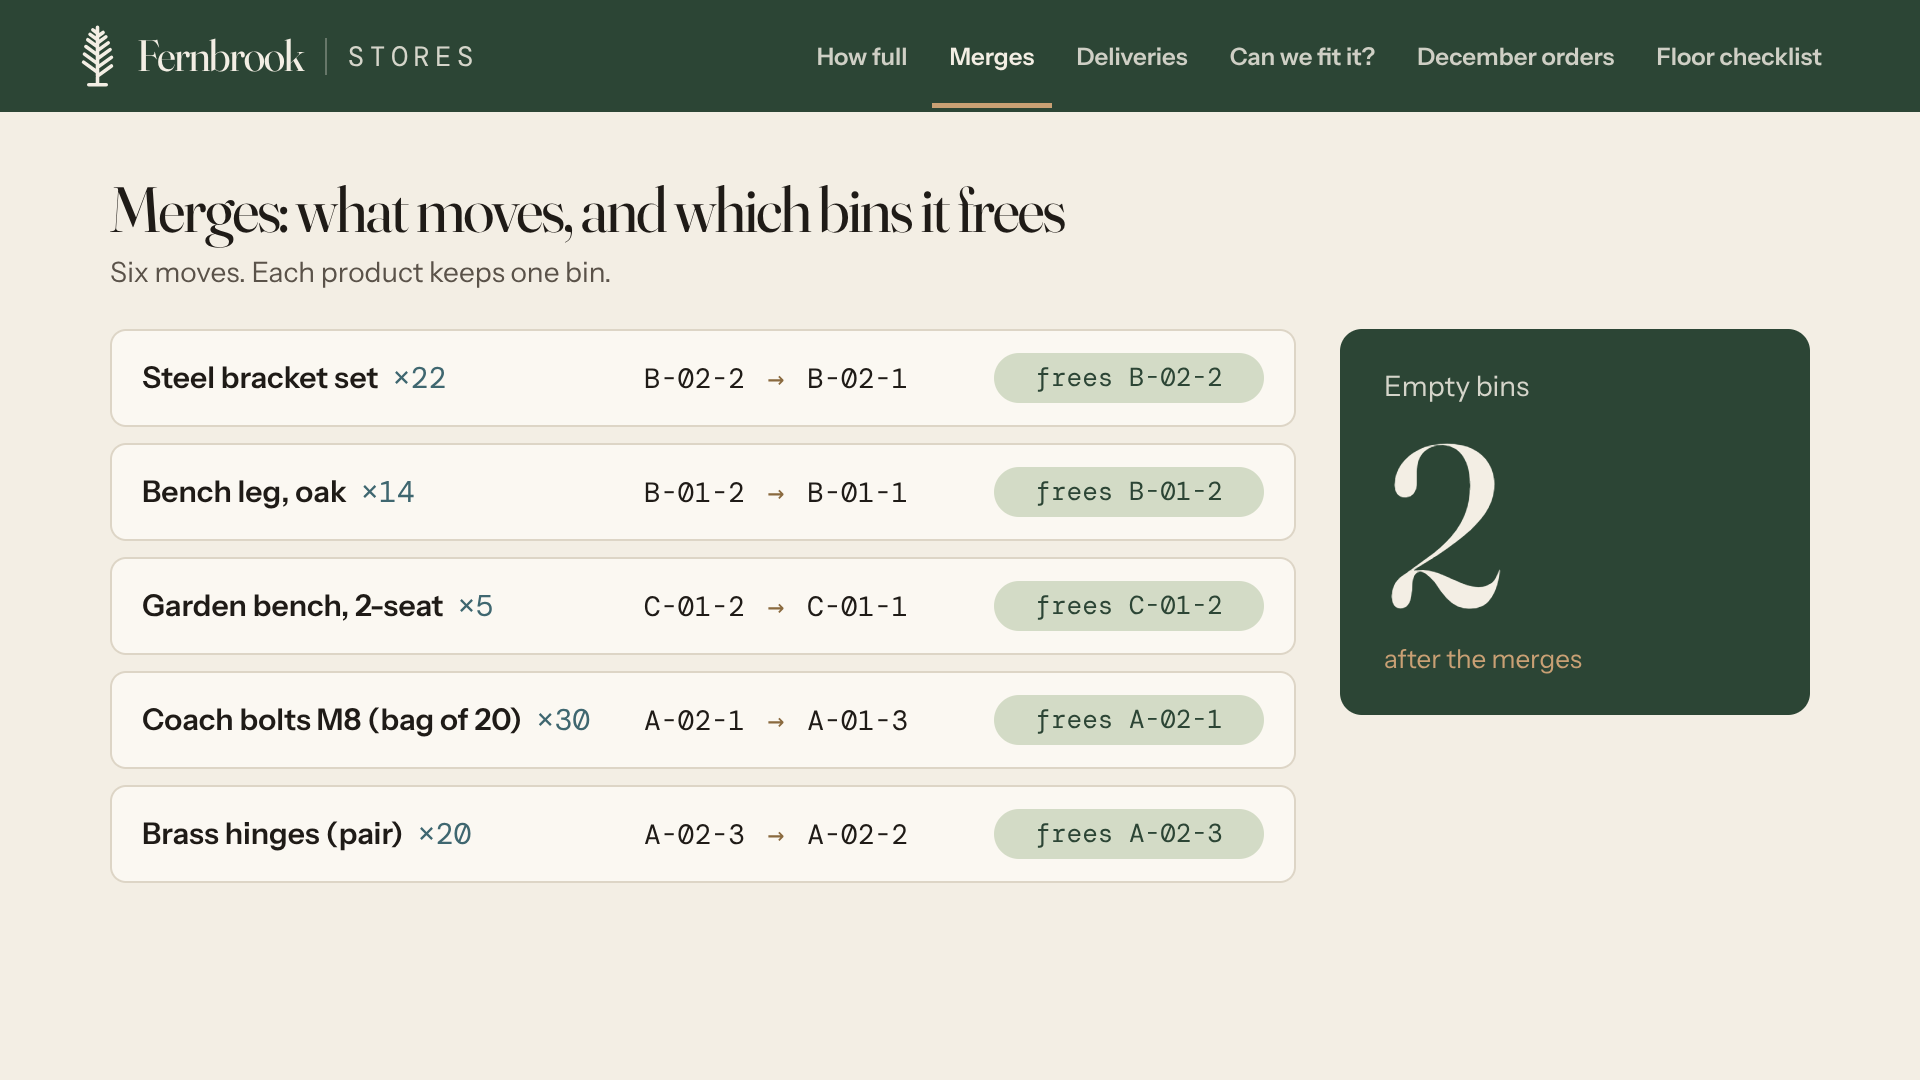 Fernbrook | STORES
How full
Merges
Deliveries
Can we fit it?
December orders
Floor checklist
Merges: what moves, and which bins it frees
Six moves. Each product keeps one bin.
Steel bracket set ×22 B-02-2 → B-02-1 frees B-02-2
Bench leg, oak ×14 B-01-2 → B-01-1 frees B-01-2
Garden bench, 2-seat ×5 C-01-2 → C-01-1 frees C-01-2
Coach bolts M8 (bag of 20) ×30 A-02-1 → A-01-3 frees A-02-1
Brass hinges (pair) ×20 A-02-3 → A-02-2 frees A-02-3
Empty bins
2
after the merges